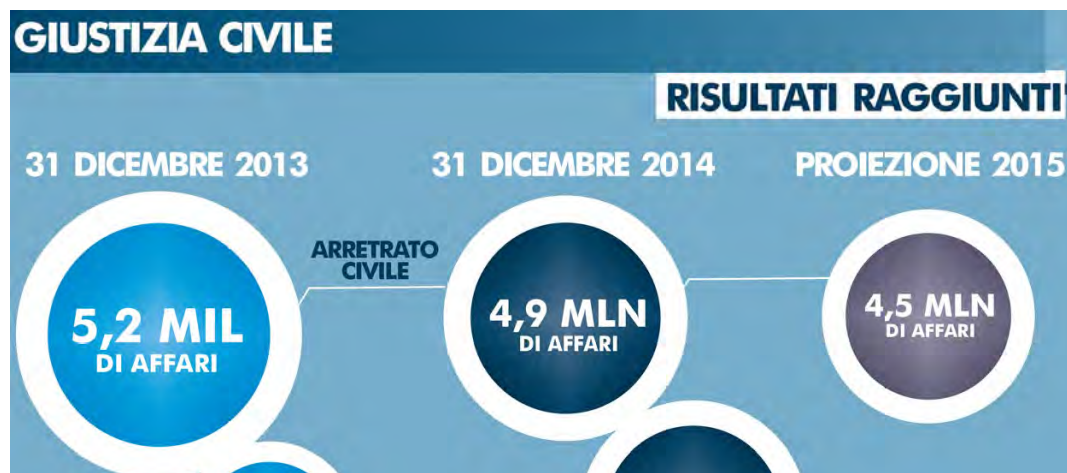 GIUSTIZIA CIVILE
RISULTATI RAGGIUNTI
31 DICEMBRE 2013
31 DICEMBRE 2014
PROIEZIONE 2015
ARRETRATO
CIVILE
5,2 MIL
DI AFFARI
4,9 MLN
DI AFFARI
4,5 MLN
DI AFFARI